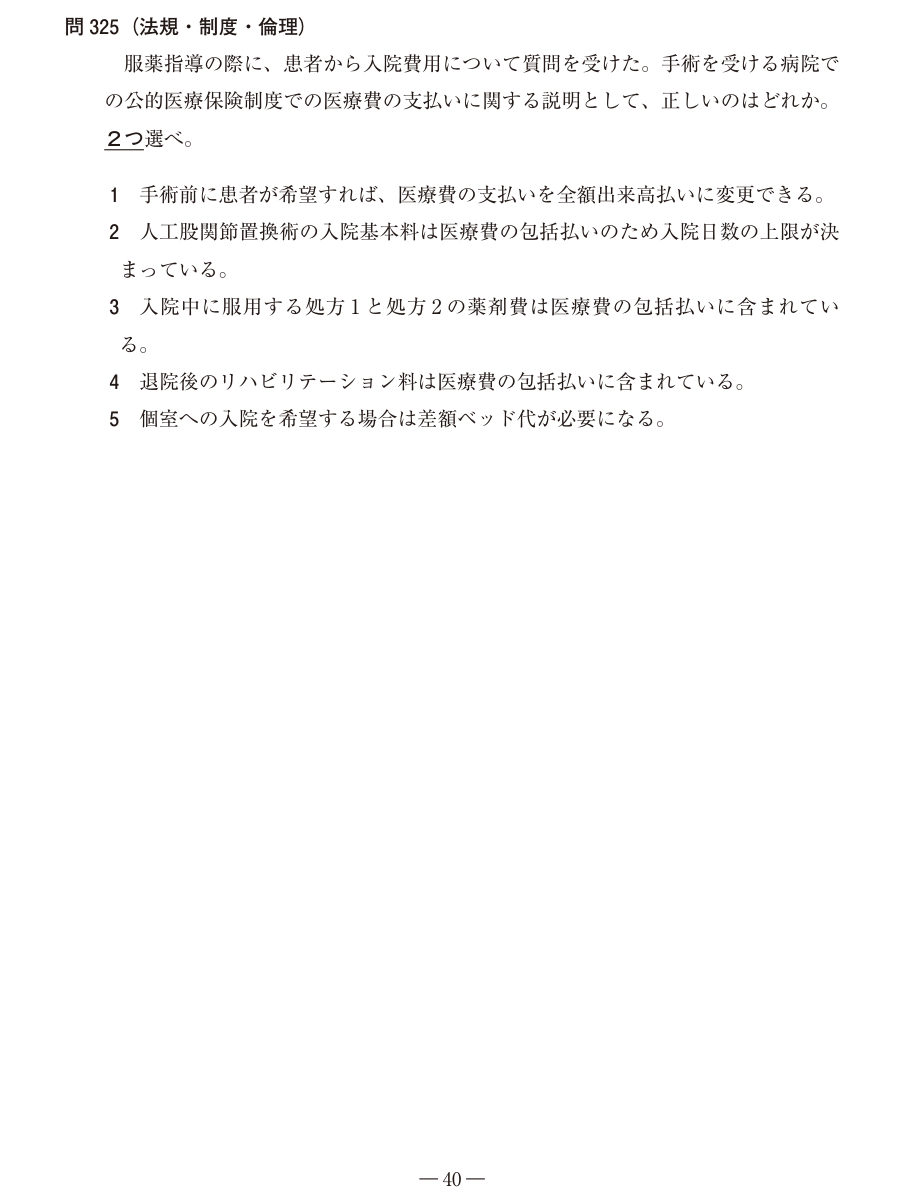 問 325（法規・制度・倫理）
服薬指導の際に、患者から入院費用について質問を受けた。手術を受ける病院で
の公的医療保険制度での医療費の支払いに関する説明として、正しいのはどれか。
２つ選べ。
1　手術前に患者が希望すれば、医療費の支払いを全額出来高払いに変更できる。
2　人工股関節置換術の入院基本料は医療費の包括払いのため入院日数の上限が決
まっている。
3　入院中に服用する処方１と処方２の薬剤費は医療費の包括払いに含まれてい
る。
4　退院後のリハビリテーション料は医療費の包括払いに含まれている。
5　個室への入院を希望する場合は差額ベッド代が必要になる。
― 40 ―